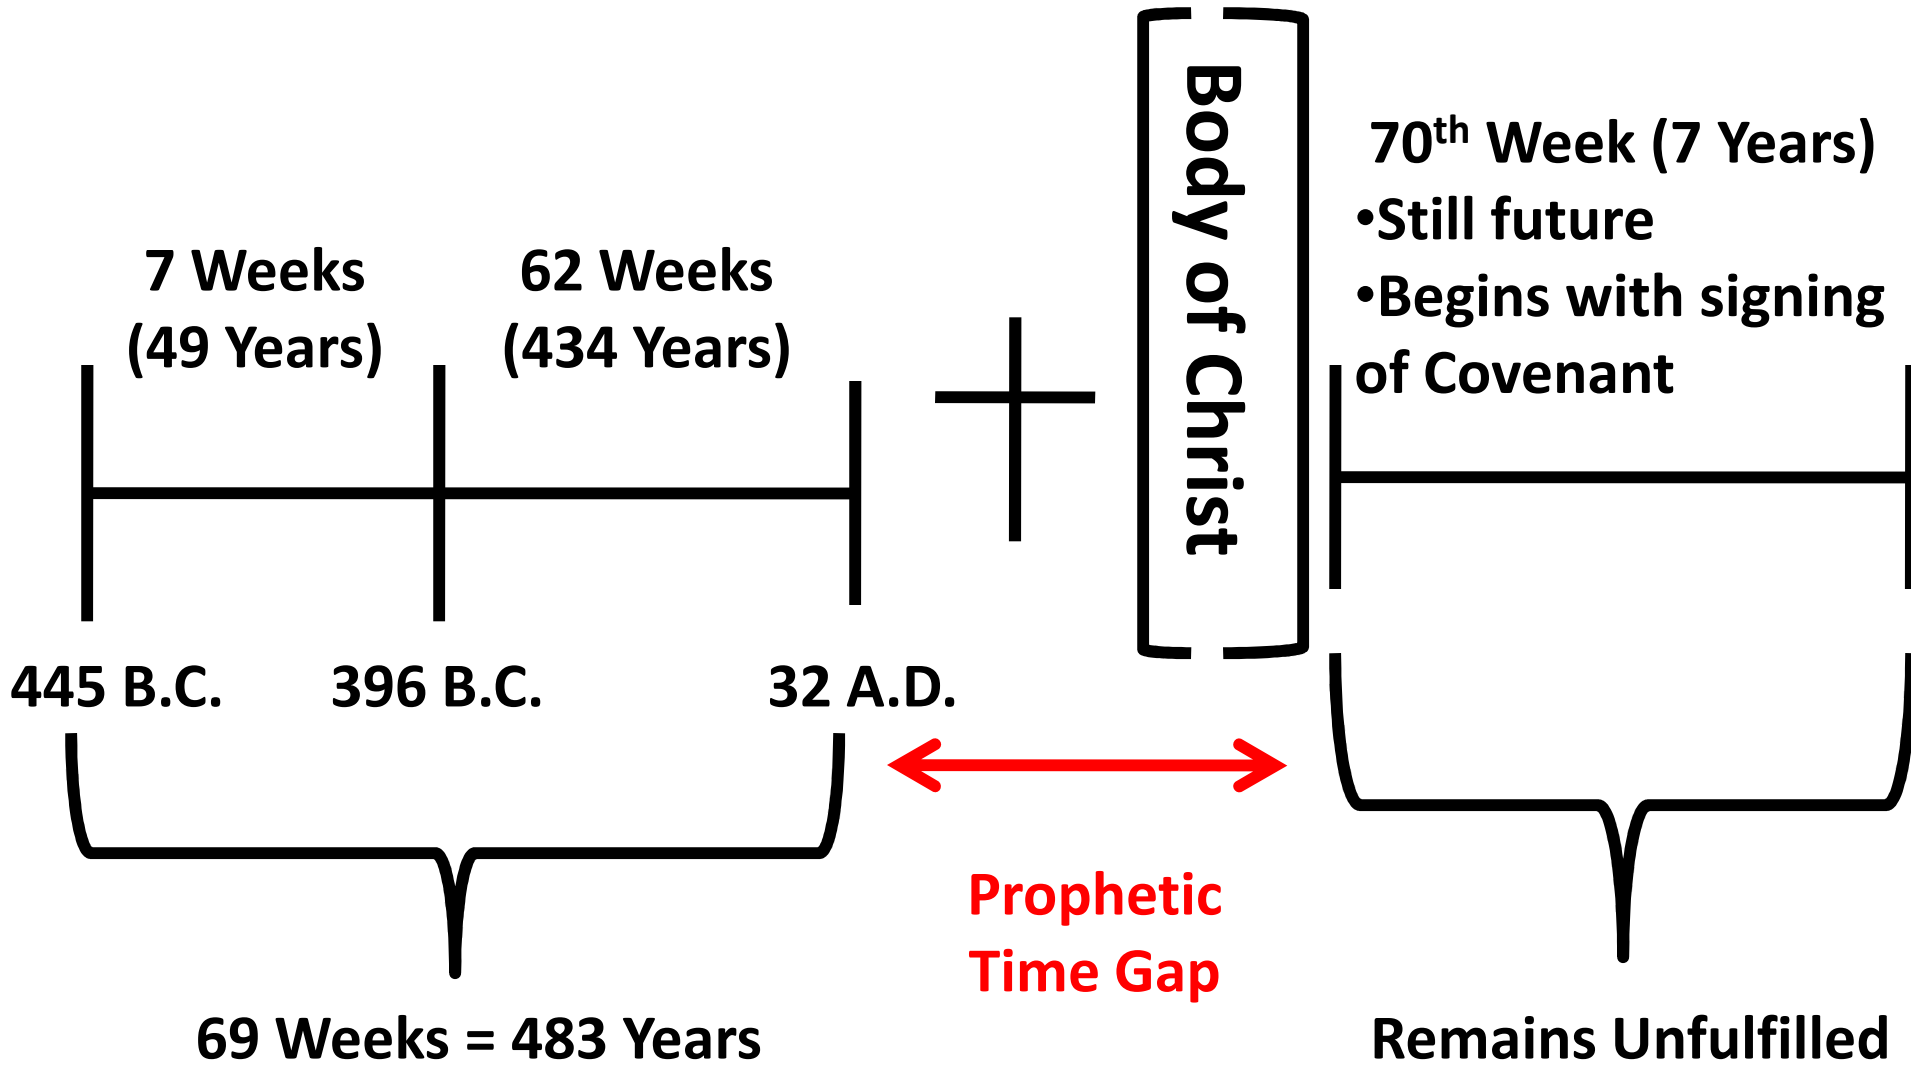 7 Weeks
(49 Years)
62 Weeks
(434 Years)
Body of Christ
70th Week (7 Years)
•Still future
•Begins with signing
of Covenant
445 B.C.
396 B.C.
32 A.D.
Prophetic
Time Gap
69 Weeks = 483 Years
Remains Unfulfilled